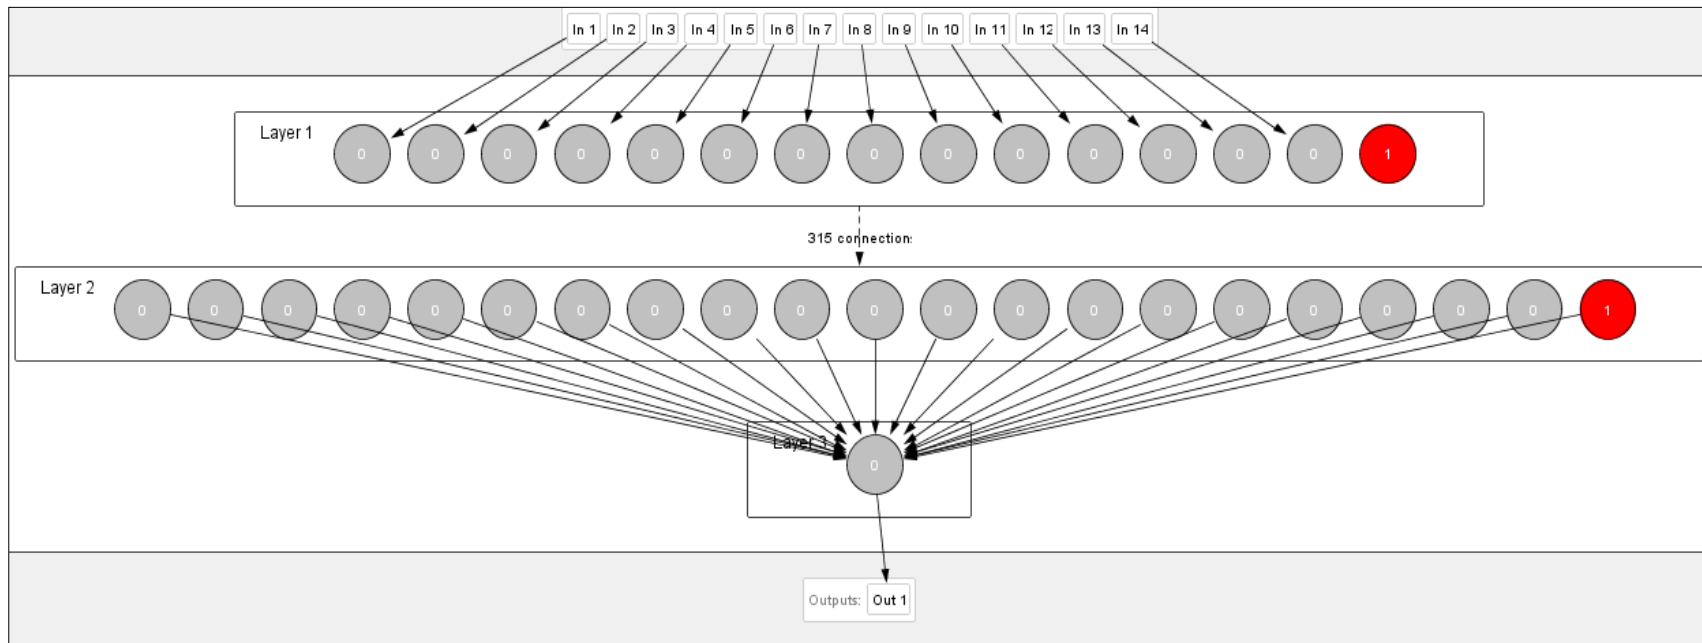 In 1 In 2 In 3 In 4 In 5 In 6 In 7 In 8 In 9 In 10 In 11 In 12 In 13 In 14
Layer 1
0 0 0 0 0 0 0 0 0 0 0 0 0 0 1
315 connection:
Layer 2
0 0 0 0 0 0 0 0 0 0 0 0 0 0 0 0 0 0 0 0 1
Layer 3
0
Outputs: Out 1